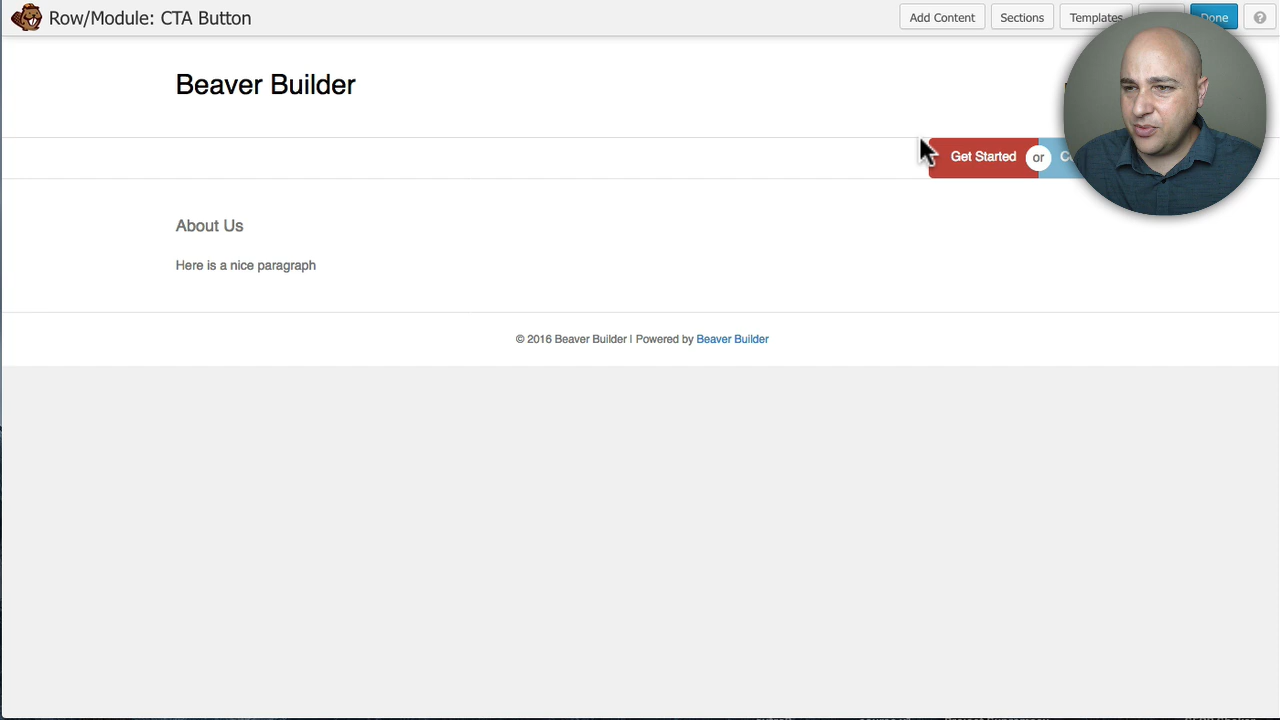 Row/Module: CTA Button
Add Content Sections Templates Done ?
Beaver Builder
Get Started or
About Us
Here is a nice paragraph
© 2016 Beaver Builder | Powered by Beaver Builder